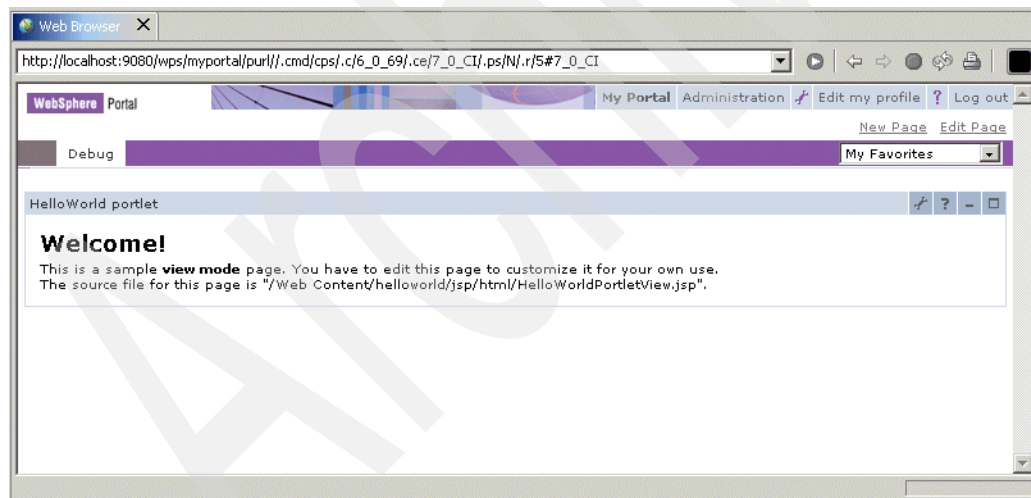 Web Browser X
http://localhost:9080/wps/myportal/purl//.cmd/cps/.c/6_0_69/.ce/7_0_CI/.ps/N/.r/5#7_0_CI
WebSphere Portal
My Portal Administration Edit my profile ? Log out
New Page Edit Page
Debug
My Favorites
HelloWorld portlet
Welcome!
This is a sample view mode page. You have to edit this page to customize it for your own use.
The source file for this page is "/Web Content/helloworld/jsp/html/HelloWorldPortletView.jsp".